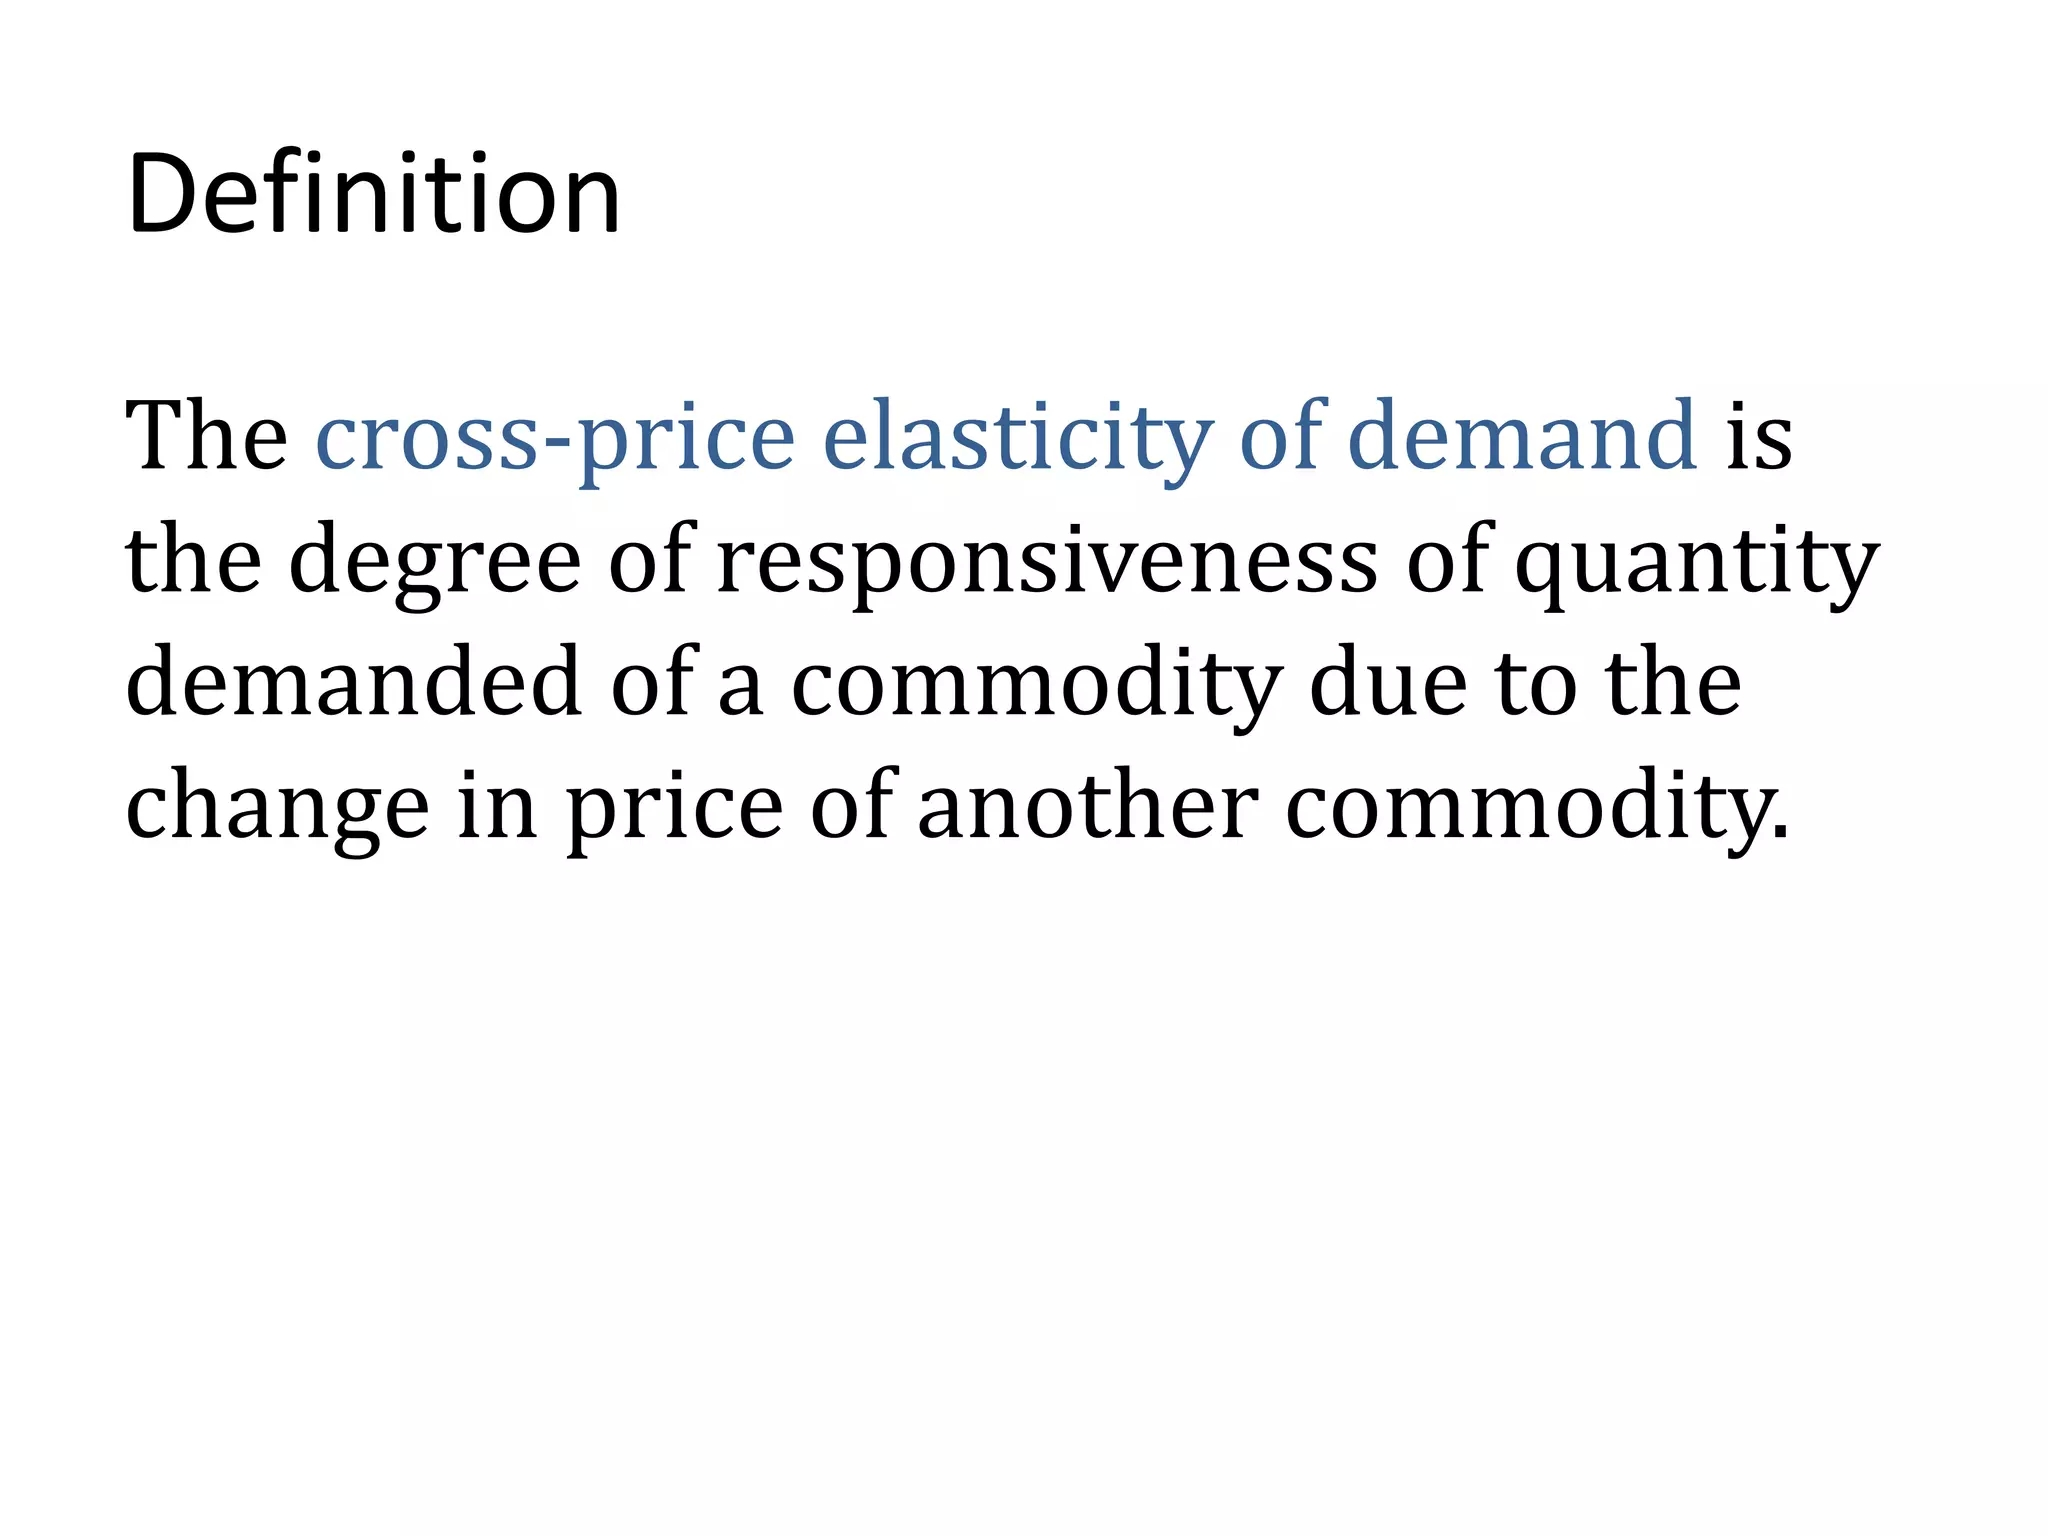 Definition
The cross-price elasticity of demand is
the degree of responsiveness of quantity
demanded of a commodity due to the
change in price of another commodity.